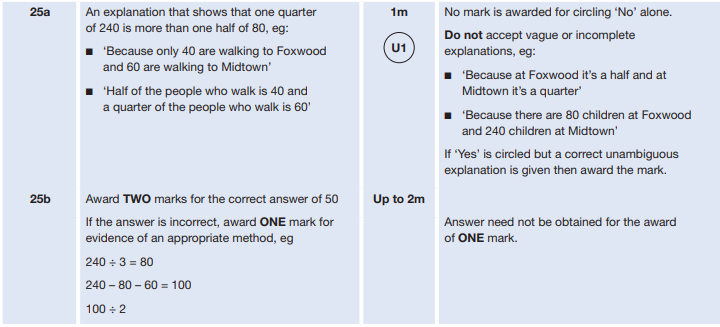 25a
An explanation that shows that one quarter
of 240 is more than one half of 80, eg:
■ ‘Because only 40 are walking to Foxwood
and 60 are walking to Midtown’
■ ‘Half of the people who walk is 40 and
a quarter of the people who walk is 60’
1m
U1
No mark is awarded for circling ‘No’ alone.
Do not accept vague or incomplete
explanations, eg:
■ ‘Because at Foxwood it’s a half and at
Midtown it’s a quarter’
■ ‘Because there are 80 children at Foxwood
and 240 children at Midtown’
If ‘Yes’ is circled but a correct unambiguous
explanation is given then award the mark.
25b
Award TWO marks for the correct answer of 50
If the answer is incorrect, award ONE mark for
evidence of an appropriate method, eg
240 ÷ 3 = 80
240 – 80 – 60 = 100
100 ÷ 2
Up to 2m
Answer need not be obtained for the award
of ONE mark.